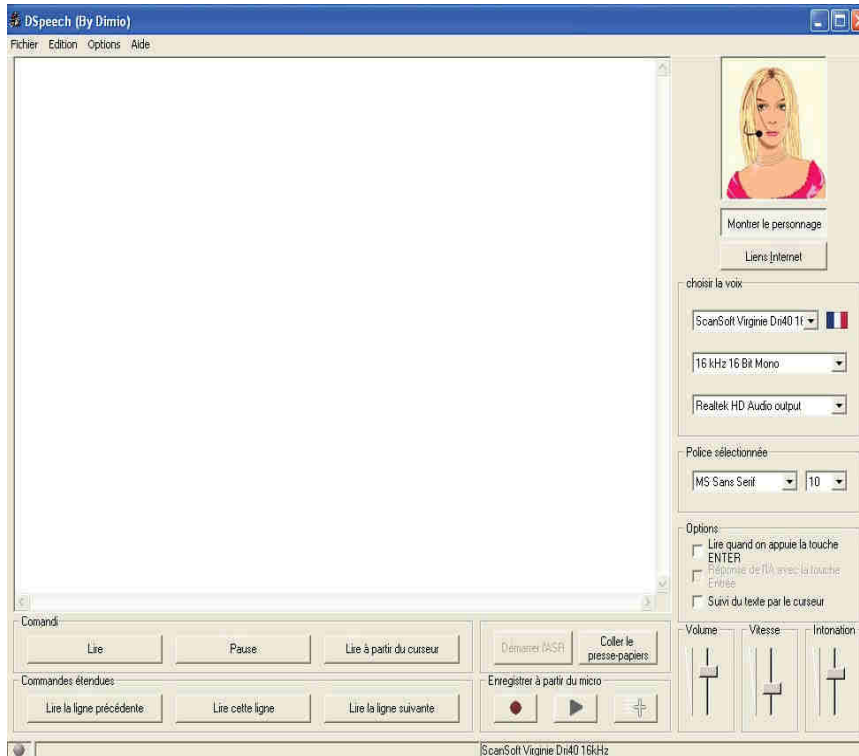 DSpeech (By Dimio)
Fichier Edition Options Aide
Montrer le personnage
Liens Internet
choisir la voix
ScanSoft Virginie Dri40 16
16 kHz 16 Bit Mono
Realtek HD Audio output
Police sélectionnée
MS Sans Serif 10
Options
Lire quand on appuie la touche
ENTER
Réponse de l'IA avec la touche
Entrée
Suivi du texte par le curseur
Comandi
Lire Pause Lire à partir du curseur
Démarrer l'ASR
Coller le
presse-papiers
Volume Vitesse Intonation
Commandes étendues
Lire la ligne précédente Lire cette ligne Lire la ligne suivante
Enregistrer à partir du micro
ScanSoft Virginie Dri40 16kHz